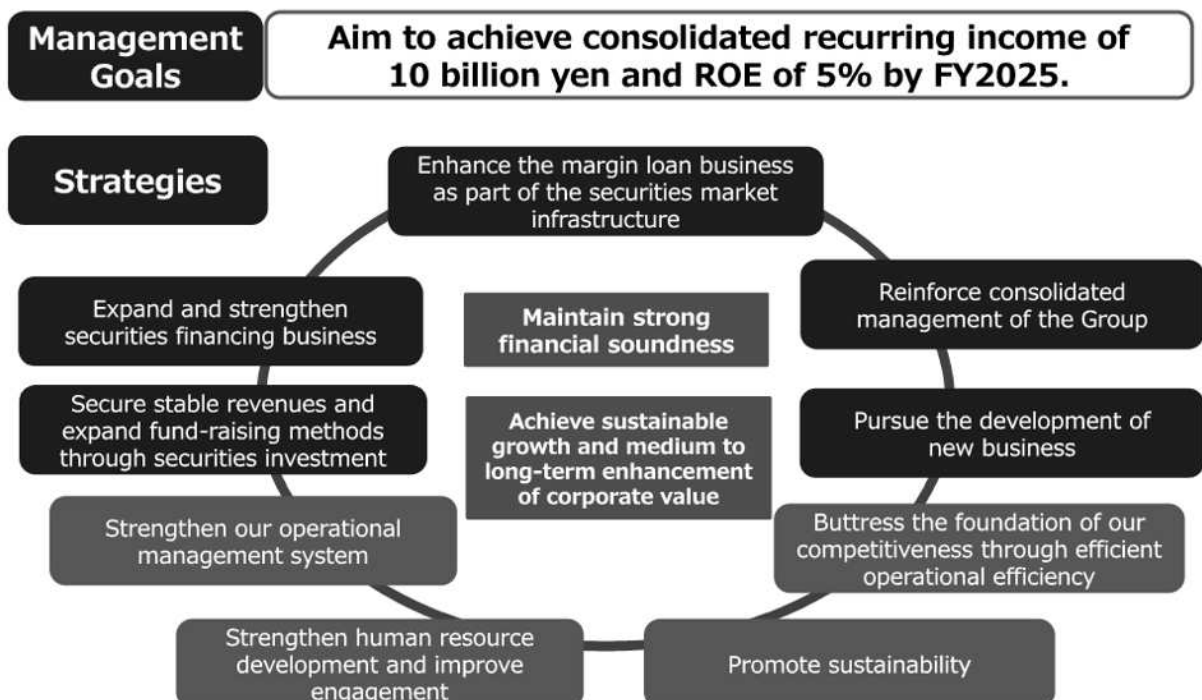 Management
Goals
Aim to achieve consolidated recurring income of
10 billion yen and ROE of 5% by FY2025.
Strategies
Enhance the margin loan business
as part of the securities market
infrastructure
Expand and strengthen
securities financing business
Maintain strong
financial soundness
Reinforce consolidated
management of the Group
Secure stable revenues and
expand fund-raising methods
through securities investment
Achieve sustainable
growth and medium to
long-term enhancement
of corporate value
Pursue the development of
new business
Strengthen our operational
management system
Buttress the foundation of our
competitiveness through efficient
operational efficiency
Strengthen human resource
development and improve
engagement
Promote sustainability